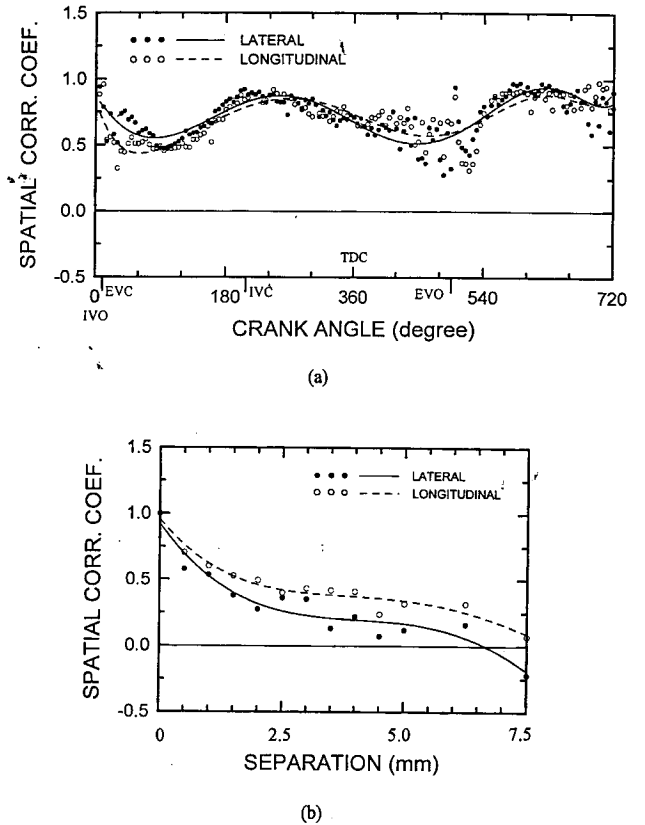 SPATIAL CORR. COEF.
1.5
1.0
0.5
0.0
-0.5
LATERAL
LONGITUDINAL
TDC
0 EVC 180 IVC 360 EVO 540 720
IVO
CRANK ANGLE (degree)
(a)
SPATIAL CORR. COEF.
1.5
1.0
0.5
0.0
-0.5
LATERAL
LONGITUDINAL
0 2.5 5.0 7.5
SEPARATION (mm)
(b)